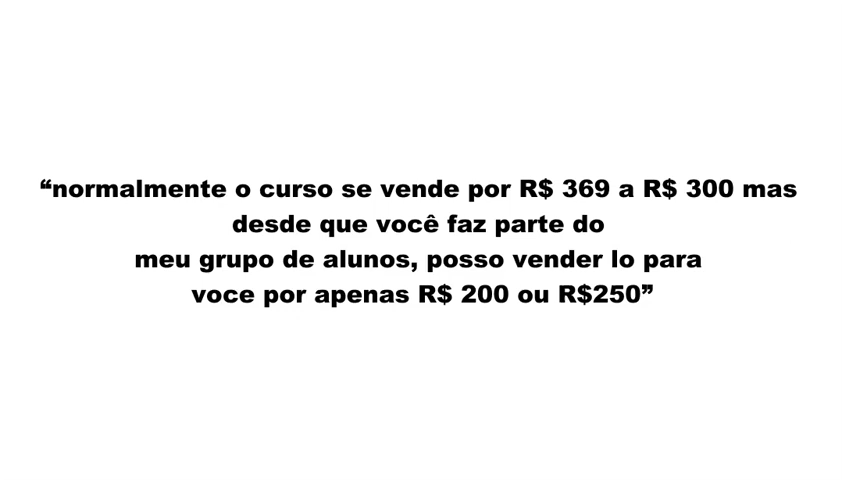 ❝normalmente o curso se vende por R$ 369 a R$ 300 mas
desde que você faz parte do
meu grupo de alunos, posso vender lo para
voce por apenas R$ 200 ou R$250❞